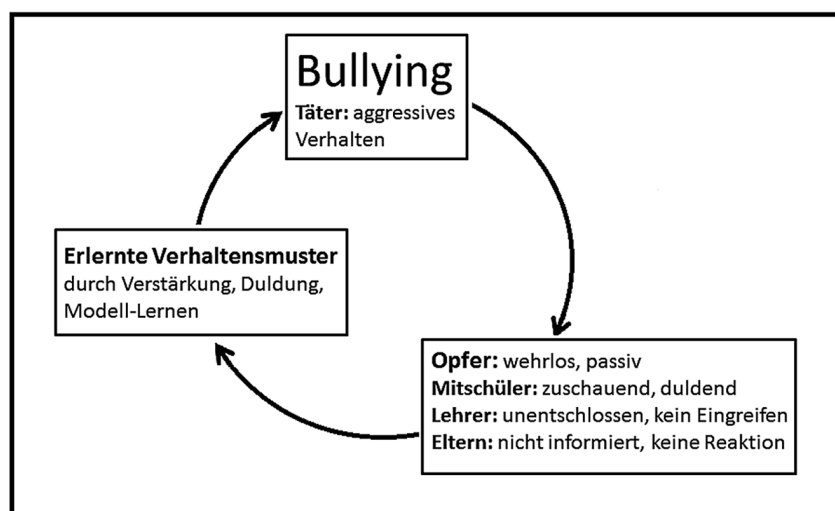 Bullying
Täter: aggressives
Verhalten
Erlernte Verhaltensmuster
durch Verstärkung, Duldung,
Modell-Lernen
Opfer: wehrlos, passiv
Mitschüler: zuschauend, duldend
Lehrer: unentschlossen, kein Eingreifen
Eltern: nicht informiert, keine Reaktion